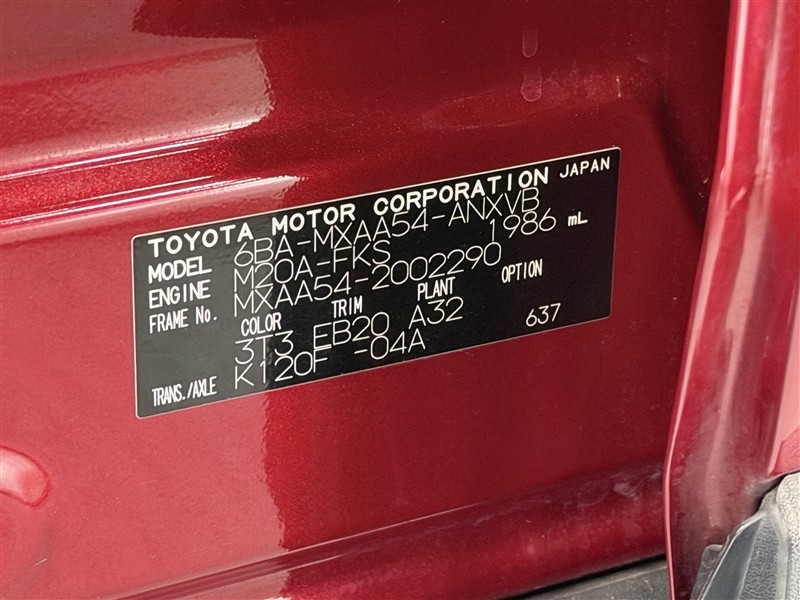 TOYOTA MOTOR CORPORATION JAPAN
MODEL 6BA-MXAA54-ANXVB
ENGINE M20A-FKS 1986 mL
FRAME No. MXAA54-2002290
COLOR TRIM PLANT OPTION
3T3 EB20 A32 637
TRANS./AXLE K120F -04A